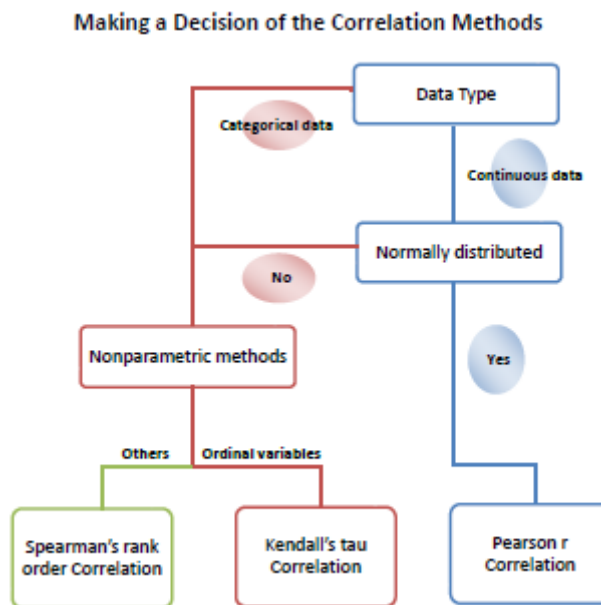 Making a Decision of the Correlation Methods
Data Type
Categorical data
Continuous data
Normally distributed
No
Nonparametric methods
Yes
Others
Ordinal variables
Spearman's rank
order Correlation
Kendall's tau
Correlation
Pearson r
Correlation